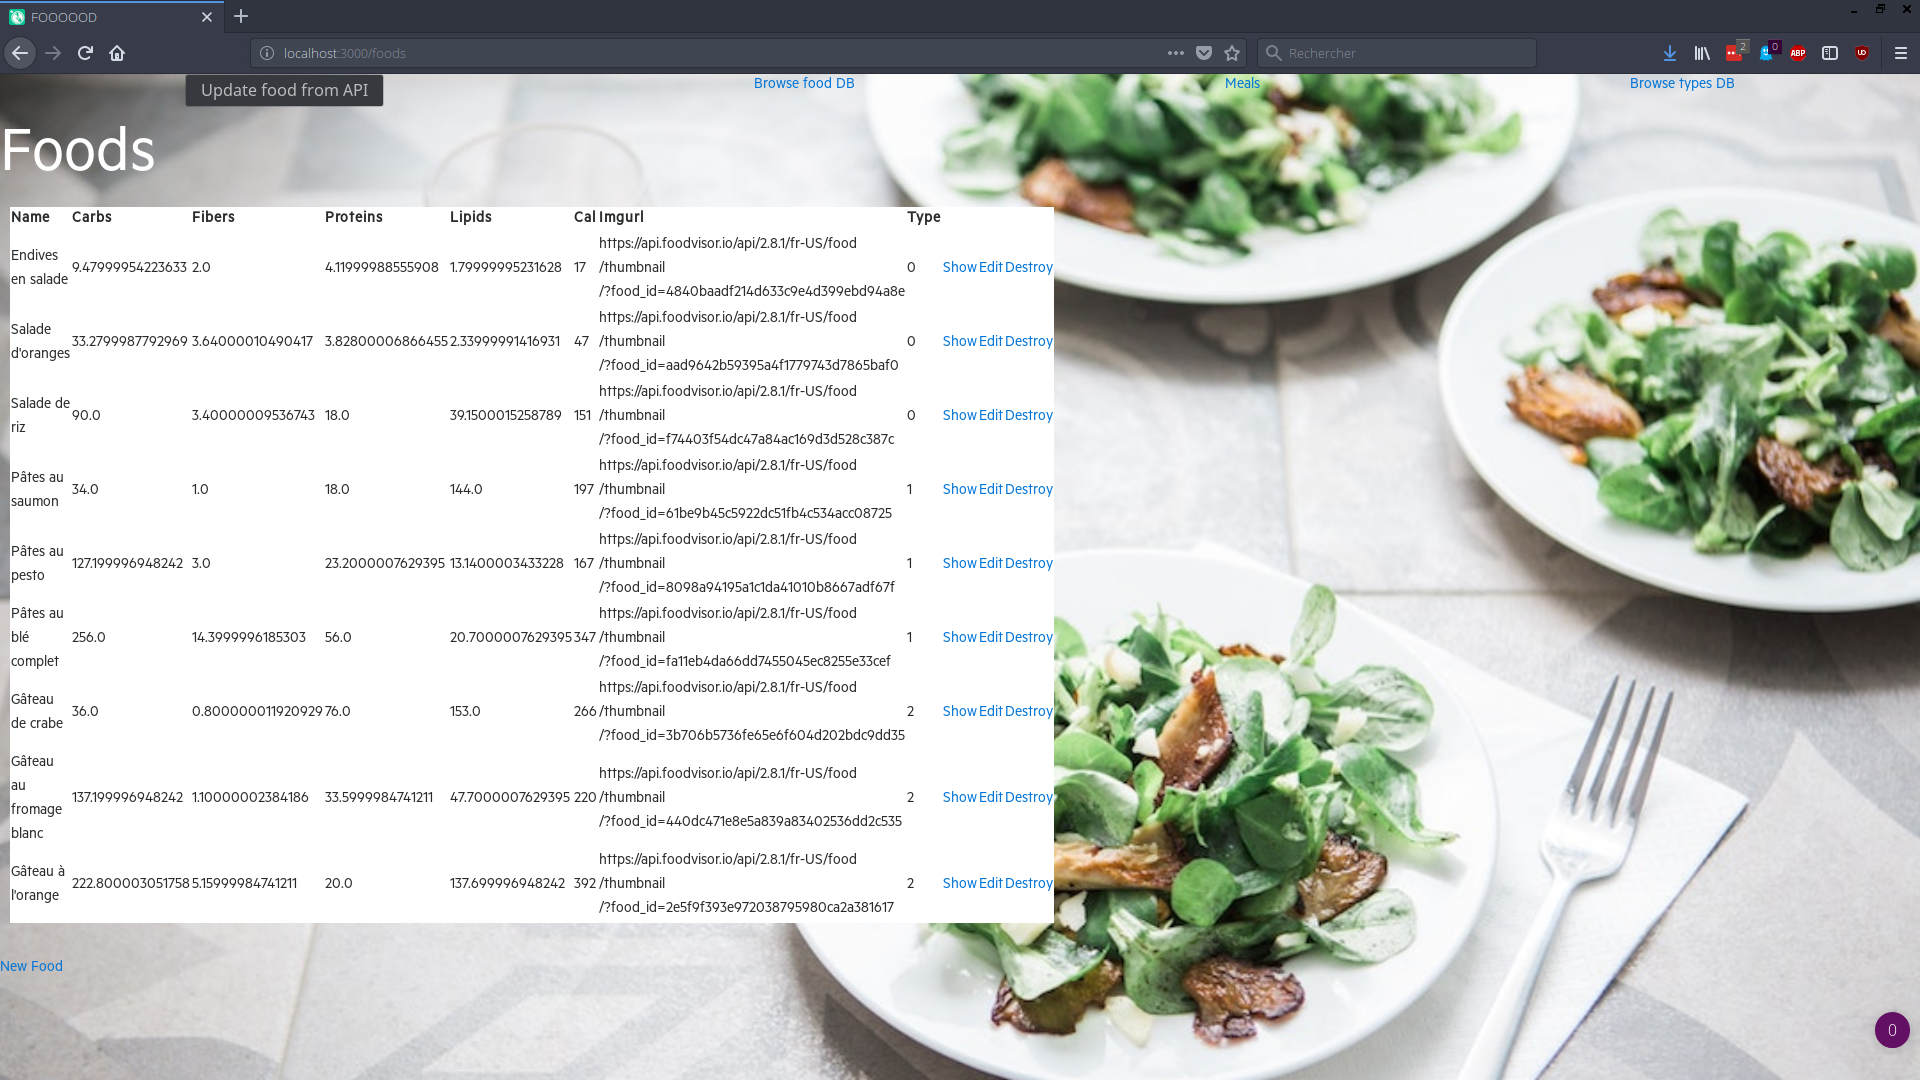 FOOOOOD
localhost:3000/foods
Rechercher
2
0
ABP
Update food from API
Browse food DB
Meals
Browse types DB
Foods
Name Carbs Fibers Proteins Lipids Cal Imgurl Type
Endives en salade 9.47999954223633 2.0 4.11999988555908 1.79999995231628 17 https://api.foodvisor.io/api/2.8.1/fr-US/food/thumbnail/?food_id=4840baadf214d633c9e4d399ebd94a8e 0 Show Edit Destroy
Salade d'oranges 33.2799987792969 3.64000010490417 3.82800006866455 2.33999991416931 47 https://api.foodvisor.io/api/2.8.1/fr-US/food/thumbnail/?food_id=aad9642b59395a4f1779743d7865baf0 0 Show Edit Destroy
Salade de riz 90.0 3.40000009536743 18.0 39.1500015258789 151 https://api.foodvisor.io/api/2.8.1/fr-US/food/thumbnail/?food_id=f74403f54dc47a84ac169d3d528c387c 0 Show Edit Destroy
Pâtes au saumon 34.0 1.0 18.0 144.0 197 https://api.foodvisor.io/api/2.8.1/fr-US/food/thumbnail/?food_id=61be9b45c5922dc51fb4c534acc08725 1 Show Edit Destroy
Pâtes au pesto 127.199996948242 3.0 23.2000007629395 13.1400003433228 167 https://api.foodvisor.io/api/2.8.1/fr-US/food/thumbnail/?food_id=8098a94195a1c1da41010b8667adf67f 1 Show Edit Destroy
Pâtes au blé complet 256.0 14.3999996185303 56.0 20.7000007629395 347 https://api.foodvisor.io/api/2.8.1/fr-US/food/thumbnail/?food_id=fa11eb4da66dd7455045ec8255e33cef 1 Show Edit Destroy
Gâteau de crabe 36.0 0.800000011920929 76.0 153.0 266 https://api.foodvisor.io/api/2.8.1/fr-US/food/thumbnail/?food_id=3b706b5736fe65e6f604d202bdc9dd35 2 Show Edit Destroy
Gâteau au fromage blanc 137.199996948242 1.10000002384186 33.5999984741211 47.7000007629395 220 https://api.foodvisor.io/api/2.8.1/fr-US/food/thumbnail/?food_id=440dc471e8e5a839a83402536dd2c535 2 Show Edit Destroy
Gâteau à l'orange 222.800003051758 5.15999984741211 20.0 137.699996948242 392 https://api.foodvisor.io/api/2.8.1/fr-US/food/thumbnail/?food_id=2e5f9f393e972038795980ca2a381617 2 Show Edit Destroy
New Food
0